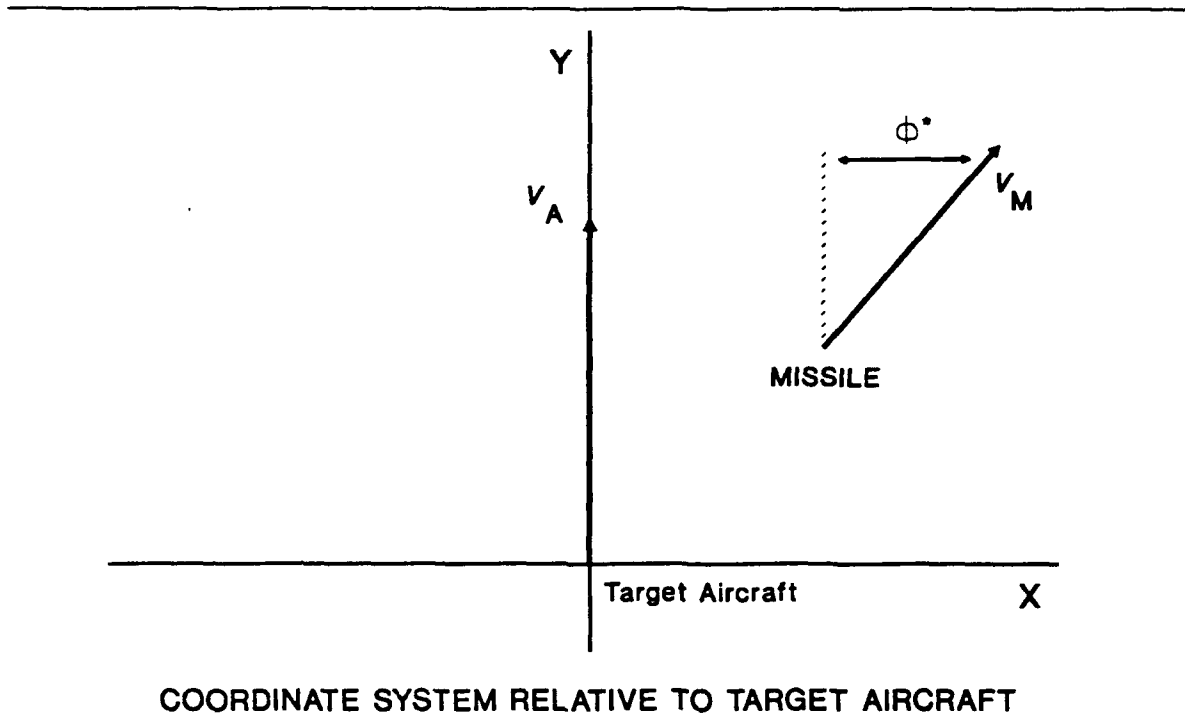 Y
ϕ*
V_A
V_M
MISSILE
Target Aircraft
X
COORDINATE SYSTEM RELATIVE TO TARGET AIRCRAFT